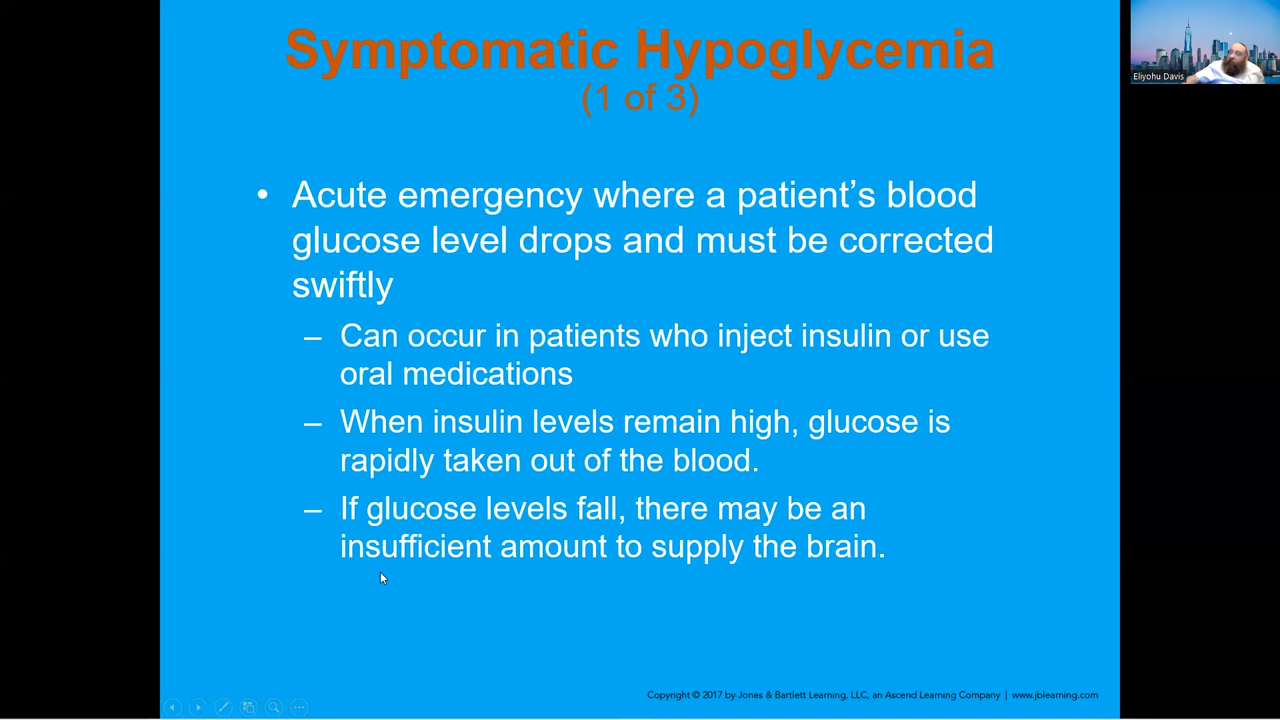 Symptomatic Hypoglycemia
(1 of 3)
Eliyohu Davis
• Acute emergency where a patient’s blood
glucose level drops and must be corrected
swiftly
– Can occur in patients who inject insulin or use
oral medications
– When insulin levels remain high, glucose is
rapidly taken out of the blood.
– If glucose levels fall, there may be an
insufficient amount to supply the brain.
Copyright © 2017 by Jones & Bartlett Learning, LLC, an Ascend Learning Company | www.jblearning.com